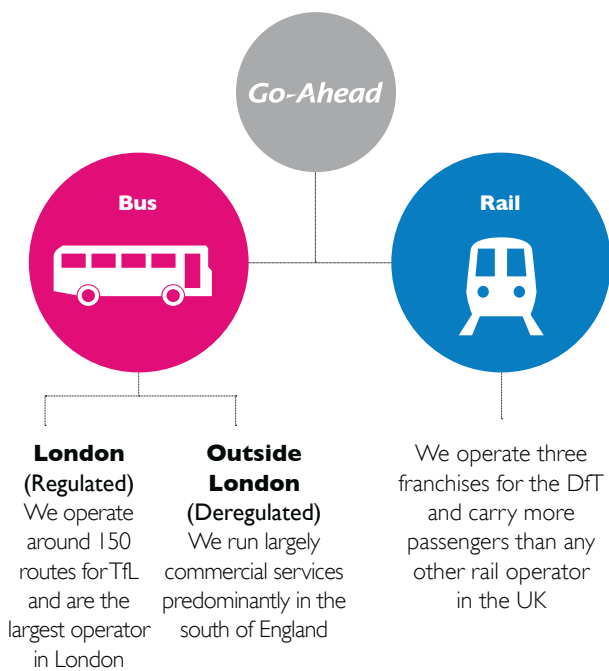 Go-Ahead
Bus
Rail
London
(Regulated)
We operate
around 150
routes for TfL
and are the
largest operator
in London
Outside
London
(Deregulated)
We run largely
commercial services
predominantly in the
south of England
We operate three
franchises for the DfT
and carry more
passengers than any
other rail operator
in the UK